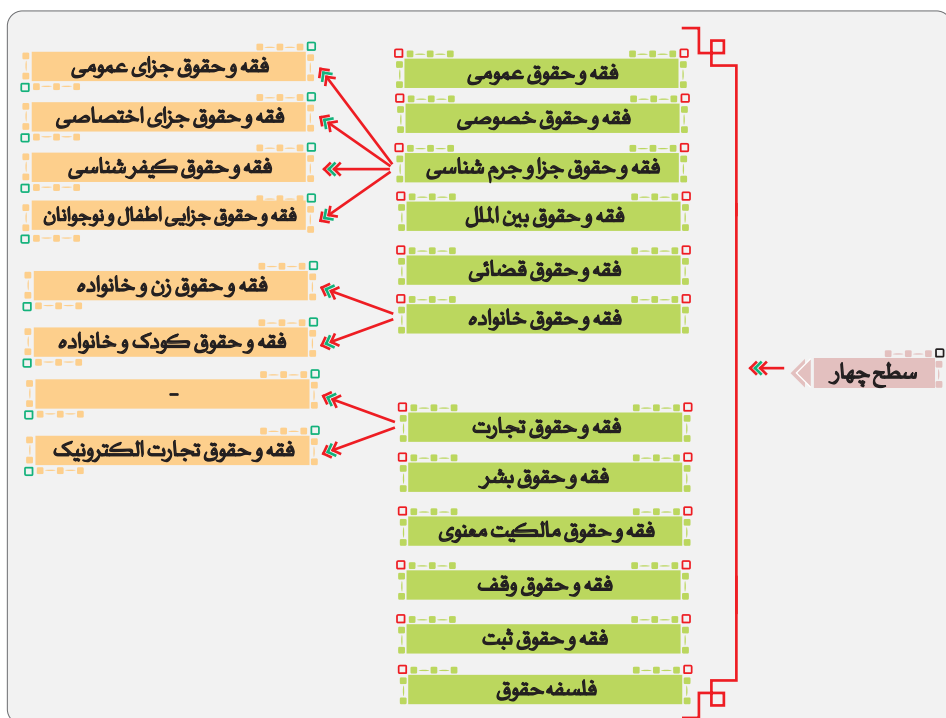 سطح چهار
فقه و حقوق عمومی
فقه و حقوق خصوصی
فقه و حقوق جزا و جرم شناسی
فقه و حقوق بین الملل
فقه و حقوق قضائی
فقه و حقوق خانواده
فقه و حقوق تجارت
فقه و حقوق بشر
فقه و حقوق مالکیت معنوی
فقه و حقوق وقف
فقه و حقوق ثبت
فلسفه حقوق
فقه و حقوق جزای عمومی
فقه و حقوق جزای اختصاصی
فقه و حقوق کیفر شناسی
فقه و حقوق جزایی اطفال و نوجوانان
فقه و حقوق زن و خانواده
فقه و حقوق کودک و خانواده
-
فقه و حقوق تجارت الکترونیک